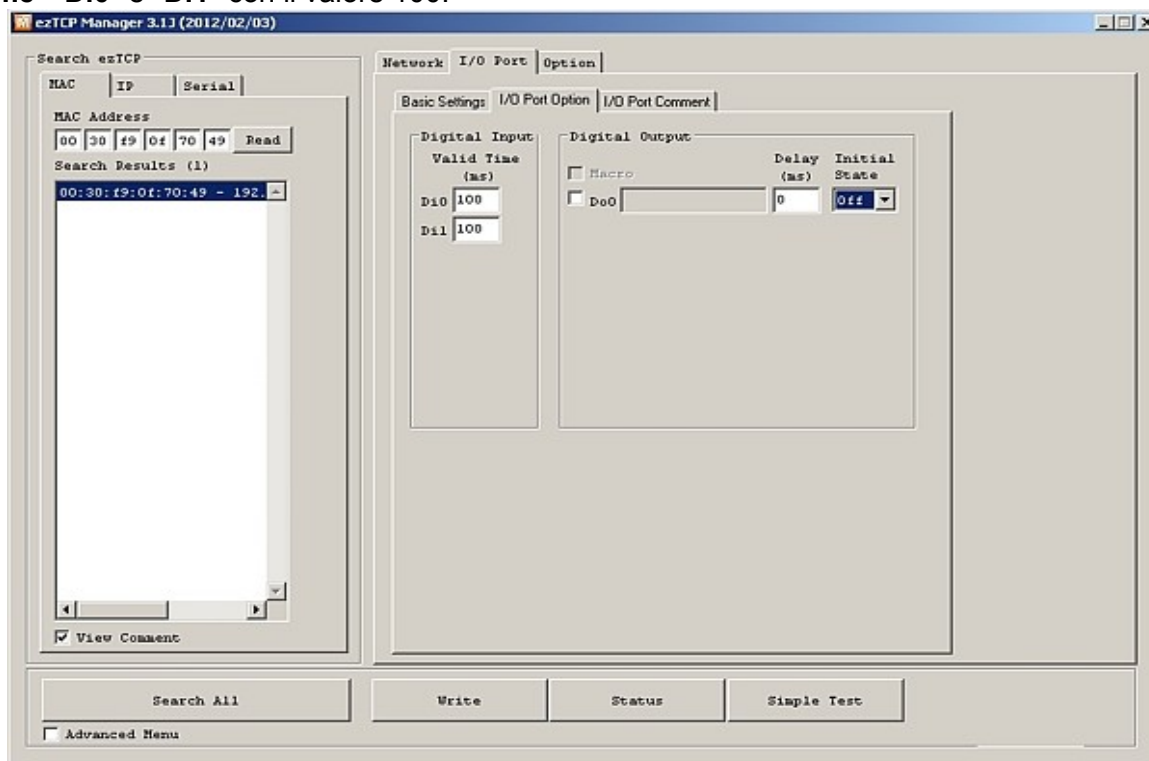 con il valore 100.
ezTCP Manager 3.1J (2012/02/03)
Search ezTCP
MAC IP Serial
MAC Address
00 30 f9 0f 70 49 Read
Search Results (1)
00:30:f9:0f:70:49 - 192.
View Comment
Network I/O Port Option
Basic Settings I/O Port Option I/O Port Comment
Digital Input
Valid Time
(ms)
Di0 100
Di1 100
Digital Output
Macro
Delay
(ms)
Initial
State
Do0 0 Off
Search All Write Status Simple Test
Advanced Menu